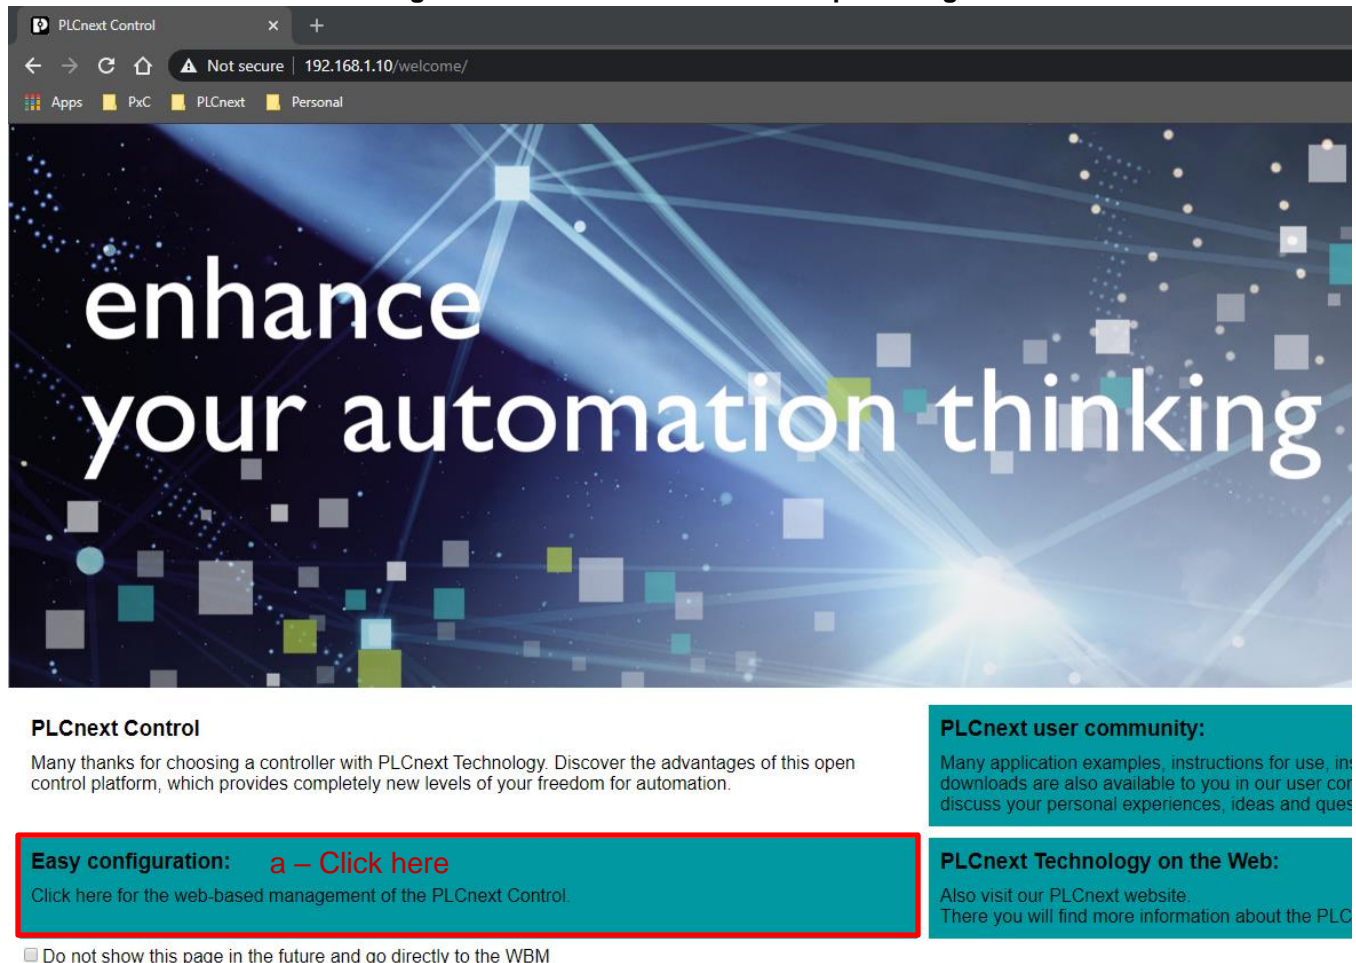 PLCnext Control
Not secure | 192.168.1.10/welcome/
Apps PxC PLCnext Personal
enhance
your automation thinking
PLCnext Control
Many thanks for choosing a controller with PLCnext Technology. Discover the advantages of this open
control platform, which provides completely new levels of your freedom for automation.
PLCnext user community:
Many application examples, instructions for use,
downloads are also available to you in our user
discuss your personal experiences, ideas and
Easy configuration: a – Click here
Click here for the web-based management of the PLCnext Control.
PLCnext Technology on the Web:
Also visit our PLCnext website.
There you will find more information about the
Do not show this page in the future and go directly to the WBM